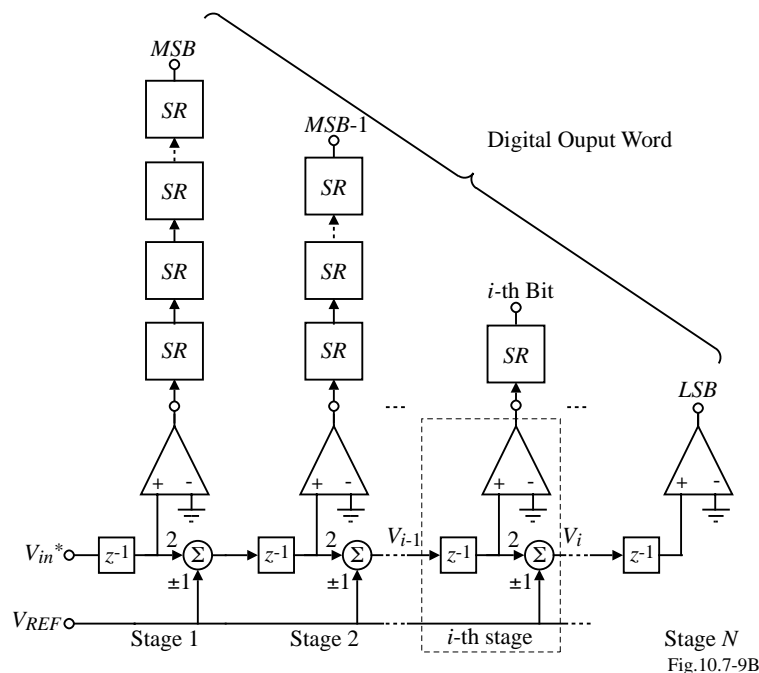 MSB
SR
MSB-1
Digital Ouput Word
SR
SR
SR
SR
i-th Bit
SR
SR
SR
SR
LSB
+ -
+ -
+ -
+ -
Vin* z-1 2 Σ z-1 2 Σ Vi-1 z-1 2 Σ Vi z-1
±1 ±1 ±1
VREF
Stage 1 Stage 2 i-th stage Stage N
Fig.10.7-9B